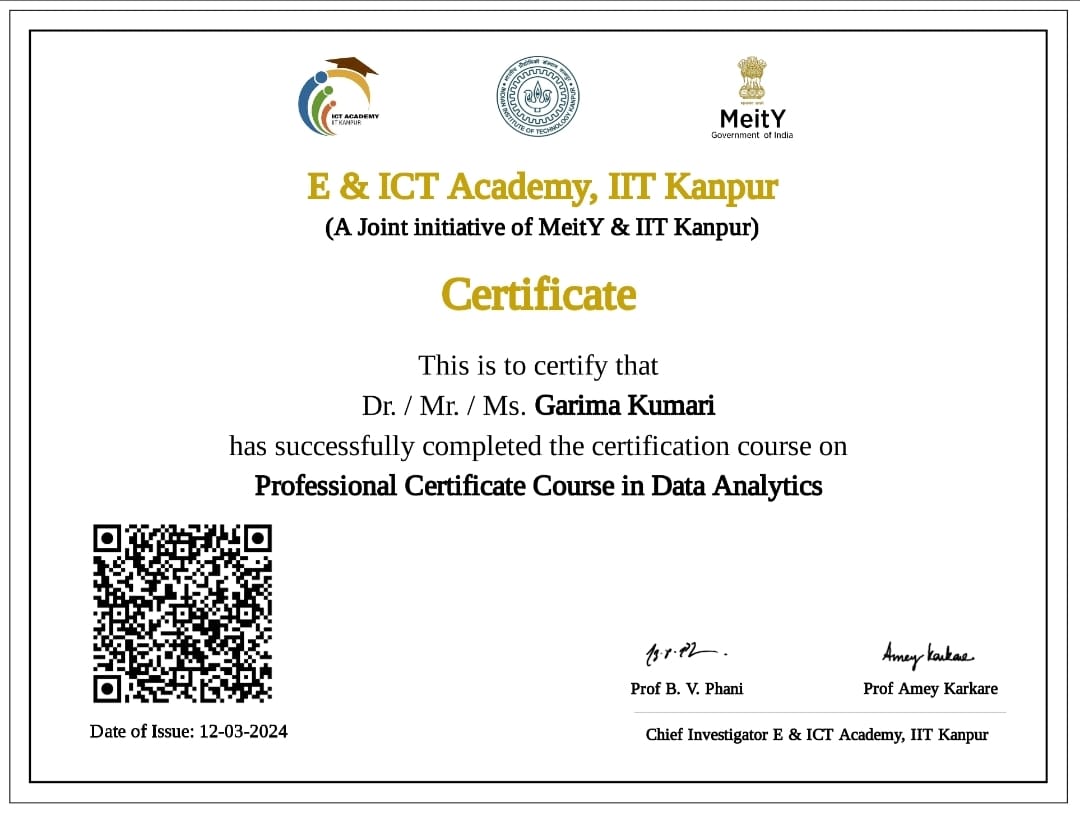 ICT ACADEMY
IIT KANPUR
INDIAN INSTITUTE OF TECHNOLOGY KANPUR
MeitY
Government of India
E & ICT Academy, IIT Kanpur
(A Joint initiative of MeitY & IIT Kanpur)
Certificate
This is to certify that
Dr. / Mr. / Ms. Garima Kumari
has successfully completed the certification course on
Professional Certificate Course in Data Analytics
Amey Karkare
Prof B. V. Phani
Prof Amey Karkare
Date of Issue: 12-03-2024
Chief Investigator E & ICT Academy, IIT Kanpur